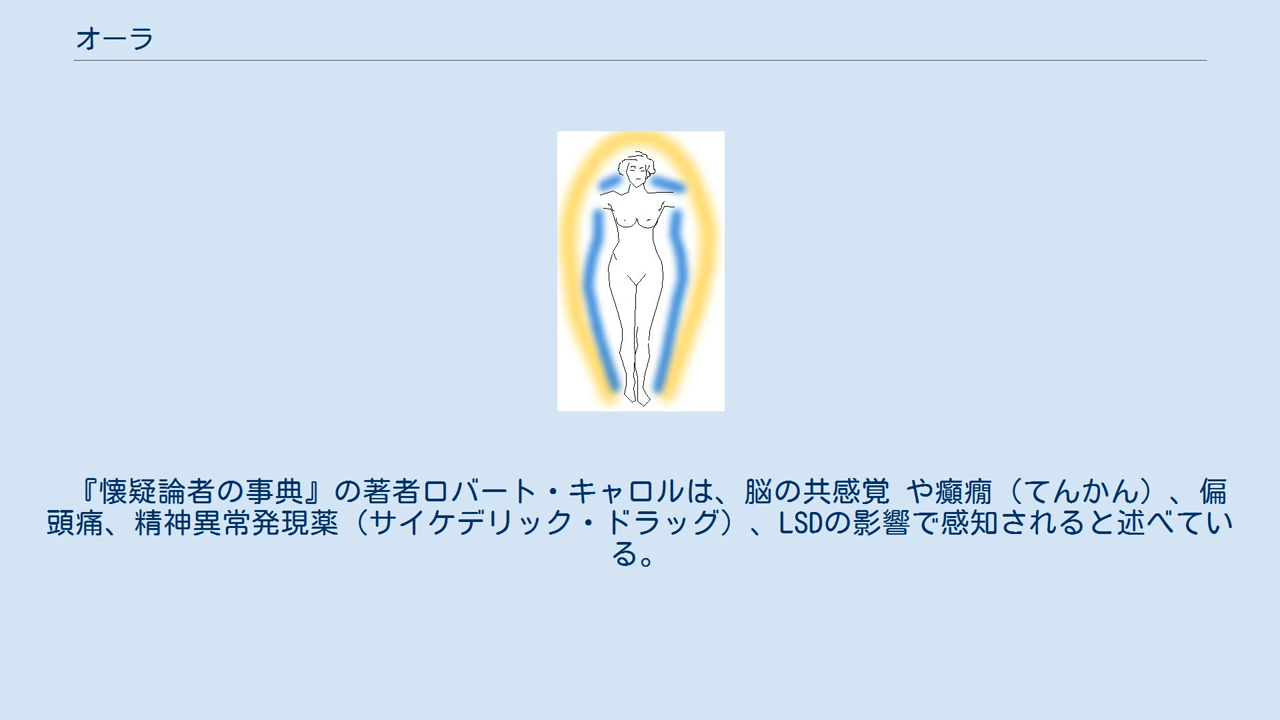 オーラ
『懐疑論者の事典』の著者ロバート・キャロルは、脳の共感覚 や癲癇（てんかん）、偏
頭痛、精神異常発現薬（サイケデリック・ドラッグ）、LSDの影響で感知されると述べてい
る。